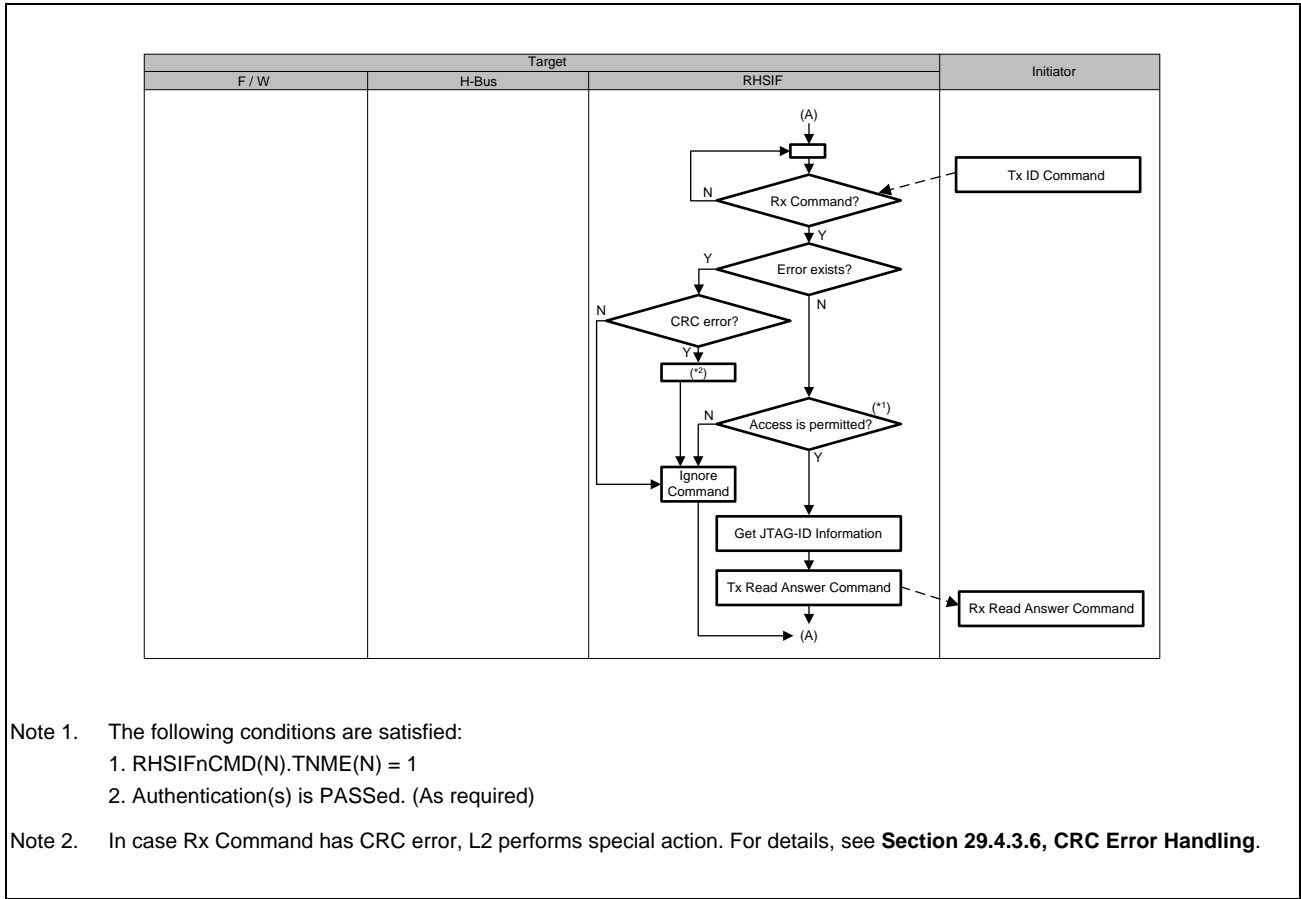 Target
Initiator
F / W
H-Bus
RHSIF
(A)
Tx ID Command
N
Rx Command?
Y
Y
Error exists?
N
N
CRC error?
Y
(*2)
(*1)
N
Access is permitted?
Y
Ignore
Command
Get JTAG-ID Information
Tx Read Answer Command
Rx Read Answer Command
(A)
Note 1. The following conditions are satisfied:
1. RHSIFnCMD(N).TNME(N) = 1
2. Authentication(s) is PASSed. (As required)
Note 2. In case Rx Command has CRC error, L2 performs special action. For details, see Section 29.4.3.6, CRC Error Handling.